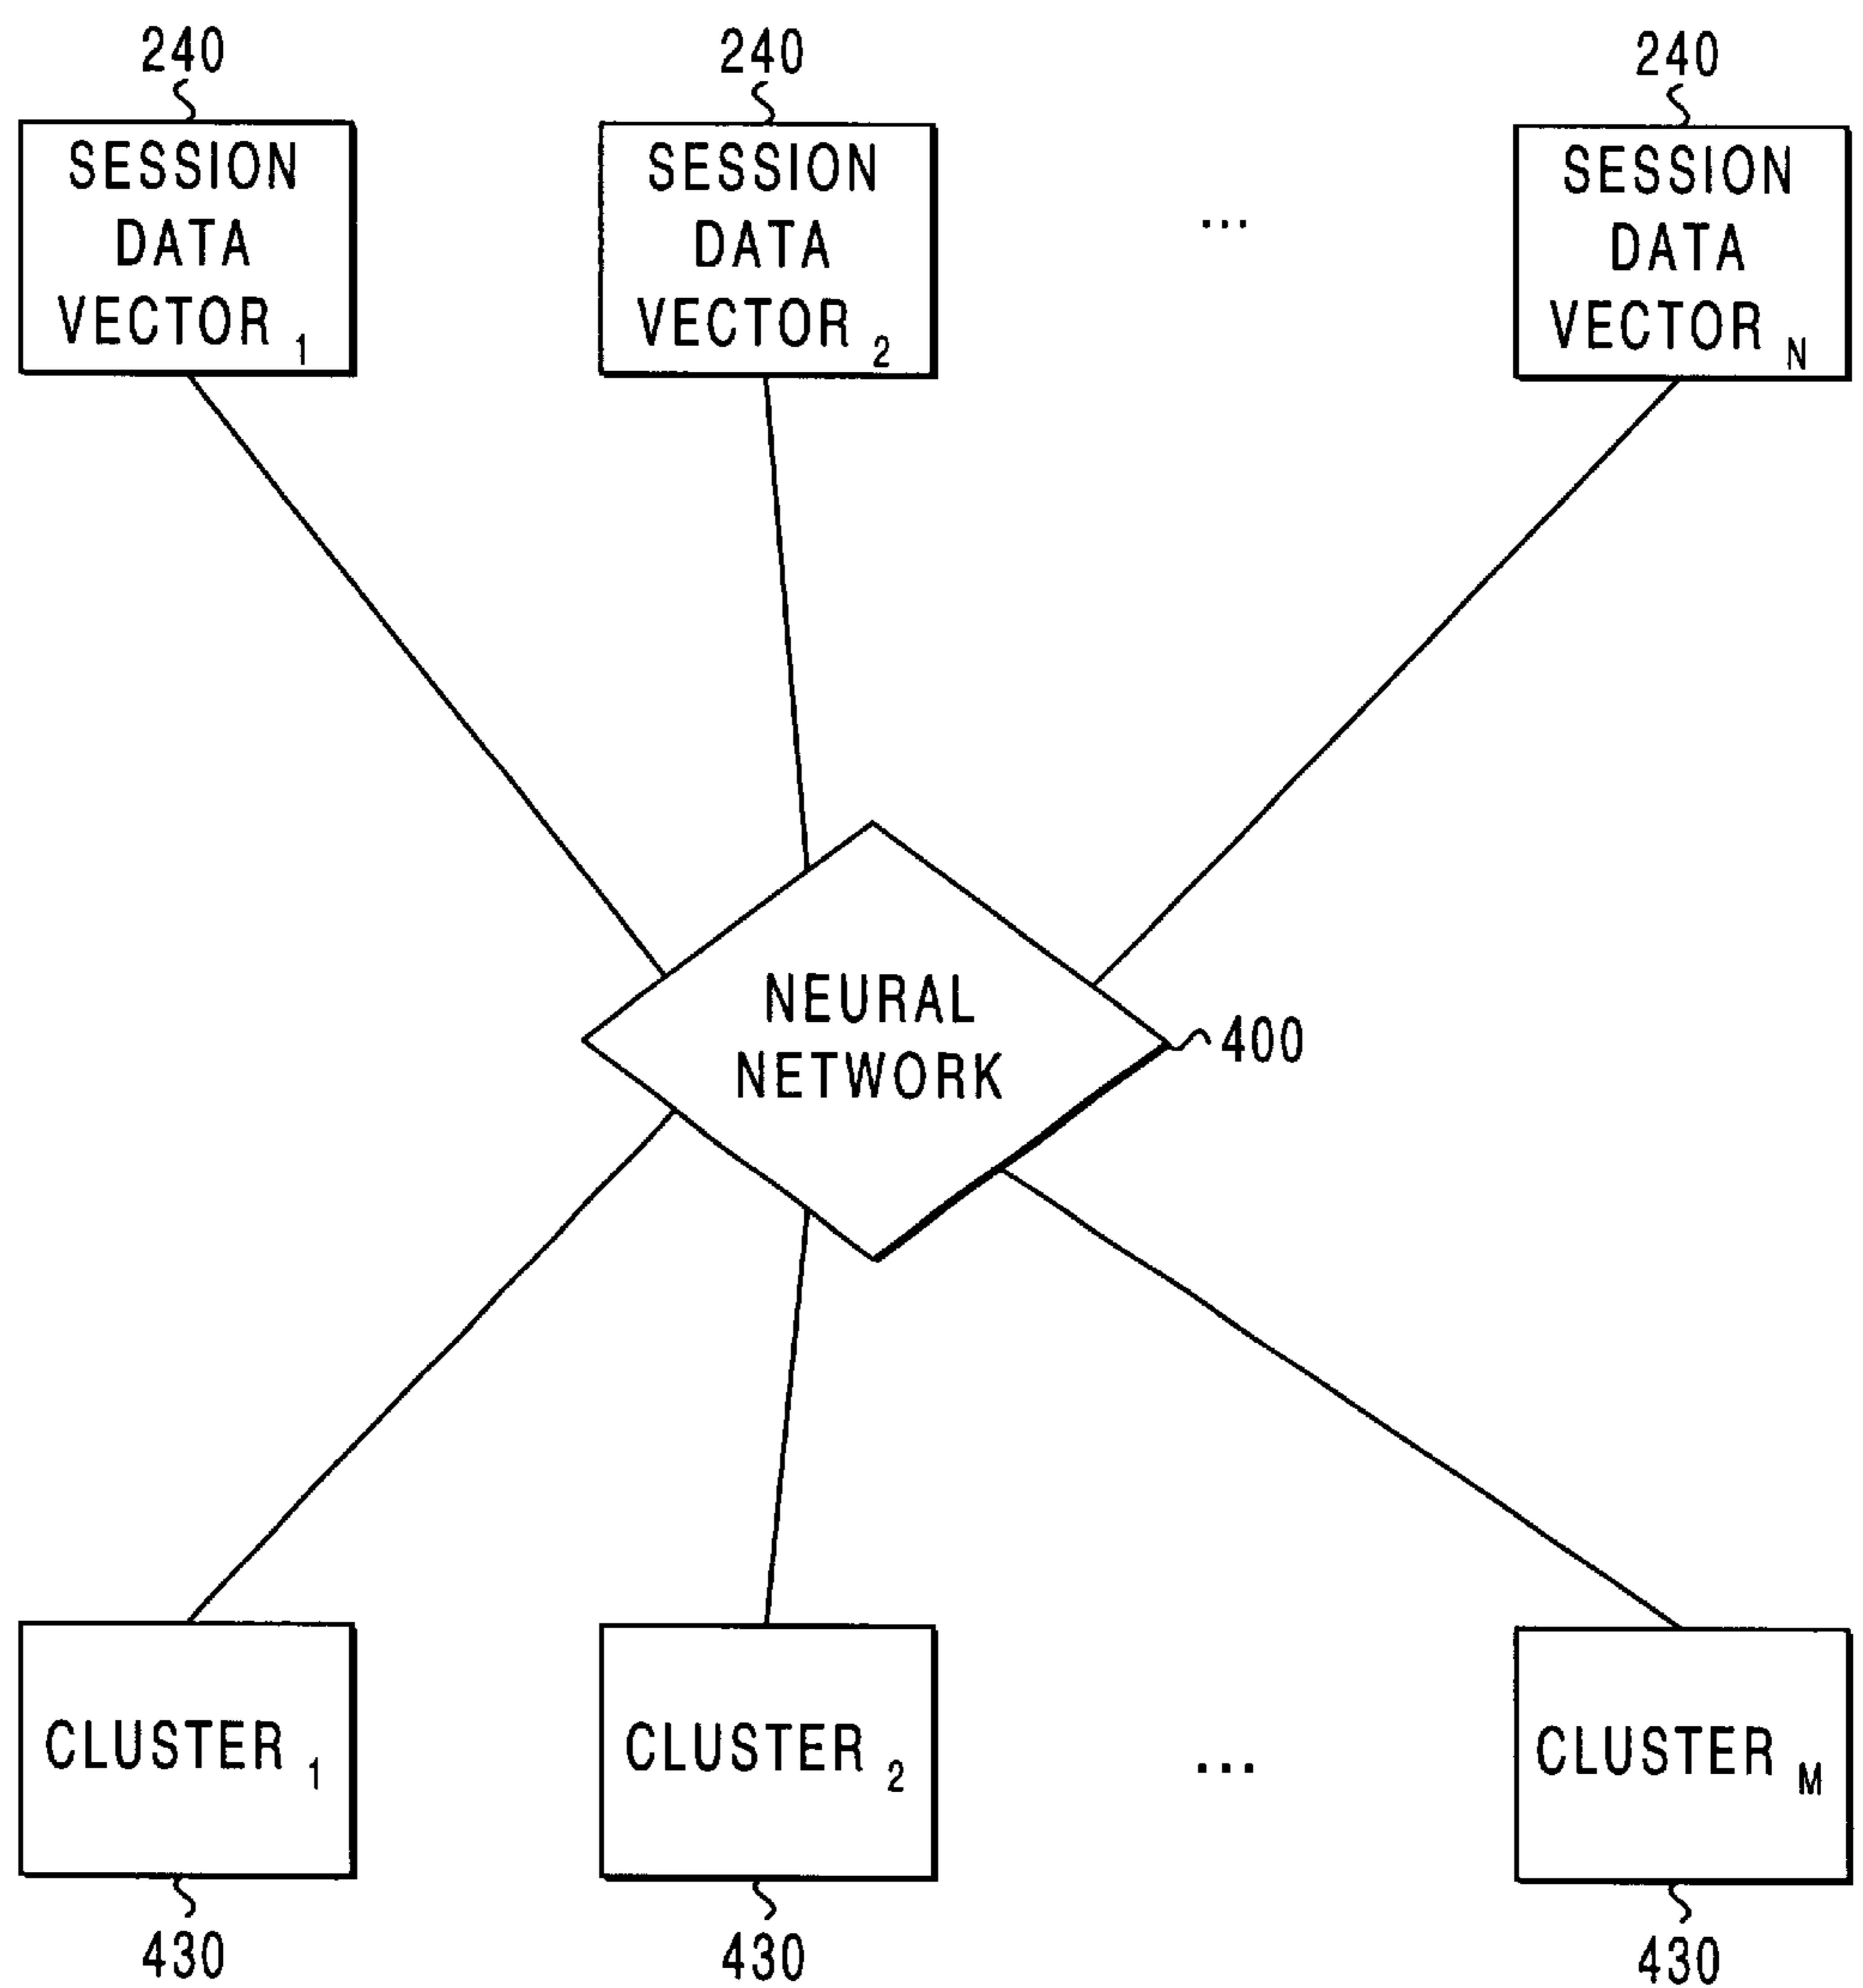 240 240 240
SESSION DATA VECTOR 1
SESSION DATA VECTOR 2
...
SESSION DATA VECTOR N
NEURAL
NETWORK
400
CLUSTER 1
CLUSTER 2
...
CLUSTER M
430 430 430